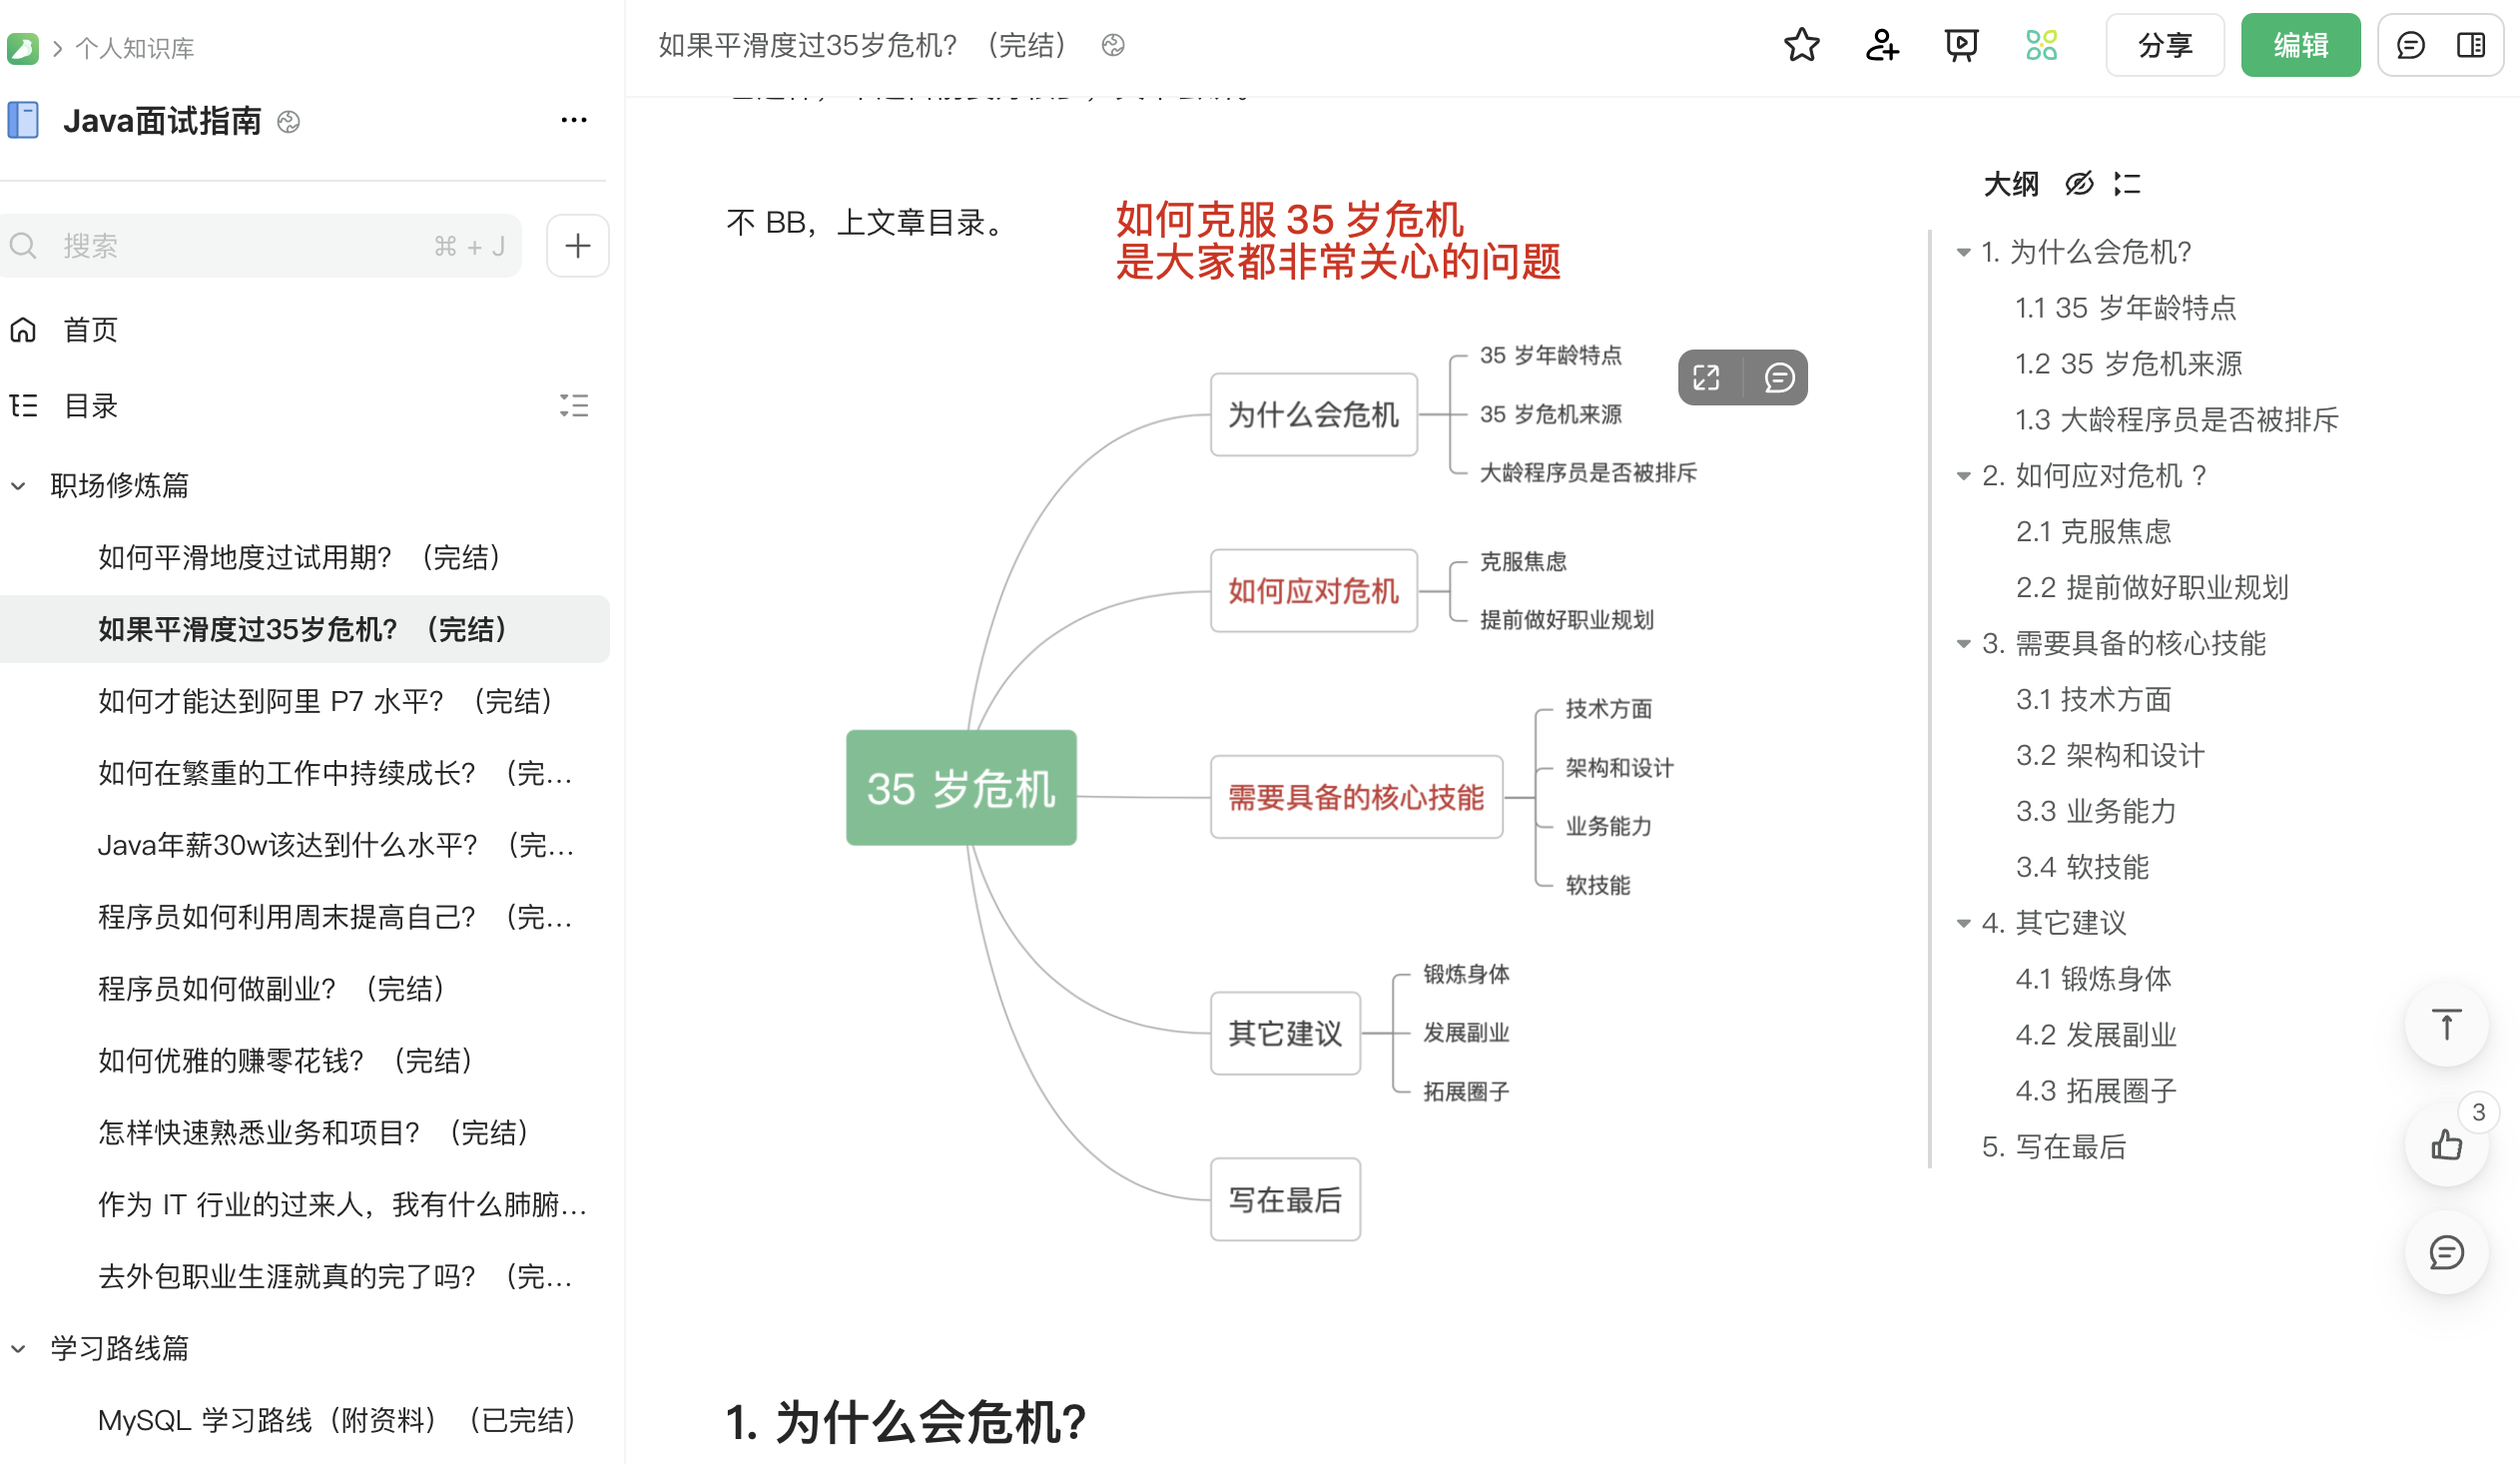 个人知识库
Java面试指南
搜索
⌘ + J
首页
目录
职场修炼篇
如何平滑地度过试用期？（完结）
如果平滑度过35岁危机？（完结）
如何才能达到阿里 P7 水平？（完结）
如何在繁重的工作中持续成长？（完...
Java年薪30w该达到什么水平？（完...
程序员如何利用周末提高自己？（完...
程序员如何做副业？（完结）
如何优雅的赚零花钱？（完结）
怎样快速熟悉业务和项目？（完结）
作为 IT 行业的过来人，我有什么肺腑...
去外包职业生涯就真的完了吗？（完...
学习路线篇
MySQL 学习路线（附资料）（已完结）
如果平滑度过35岁危机？（完结）
分享
编辑
不 BB，上文章目录。
如何克服 35 岁危机
是大家都非常关心的问题
35 岁危机
为什么会危机
35 岁年龄特点
35 岁危机来源
大龄程序员是否被排斥
如何应对危机
克服焦虑
提前做好职业规划
需要具备的核心技能
技术方面
架构和设计
业务能力
软技能
其它建议
锻炼身体
发展副业
拓展圈子
写在最后
1. 为什么会危机？
大纲
1. 为什么会危机？
1.1 35 岁年龄特点
1.2 35 岁危机来源
1.3 大龄程序员是否被排斥
2. 如何应对危机 ？
2.1 克服焦虑
2.2 提前做好职业规划
3. 需要具备的核心技能
3.1 技术方面
3.2 架构和设计
3.3 业务能力
3.4 软技能
4. 其它建议
4.1 锻炼身体
4.2 发展副业
4.3 拓展圈子
5. 写在最后
3